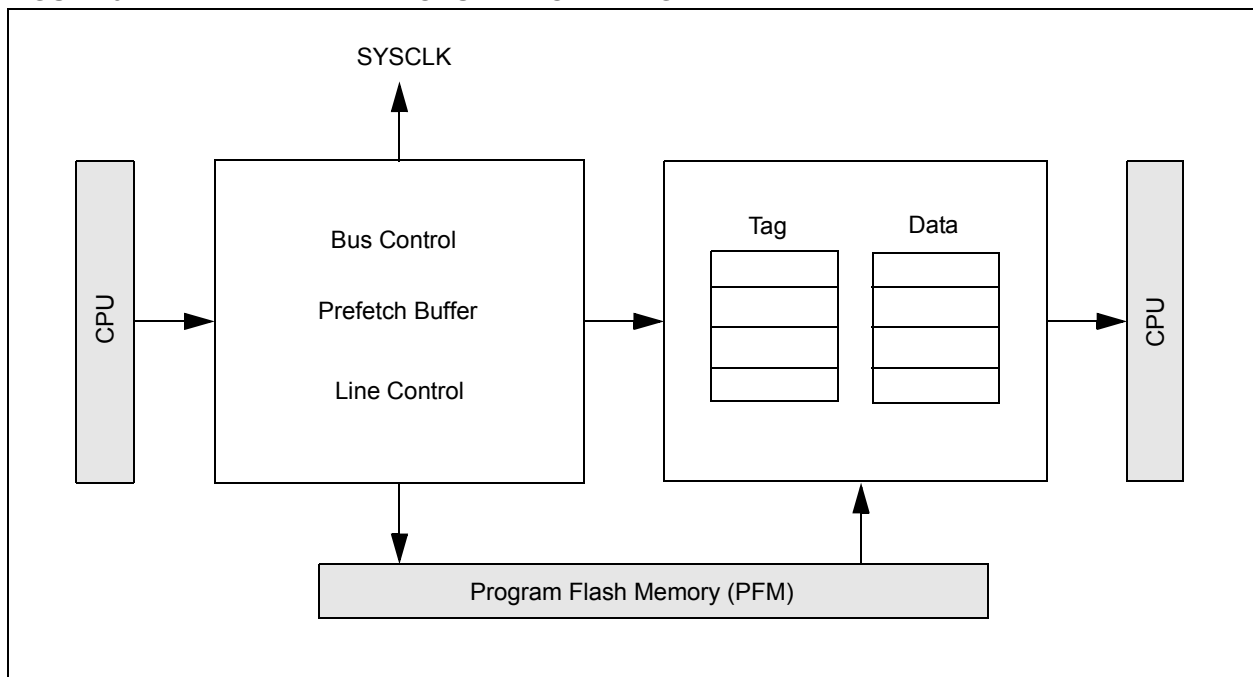 SYSCLK
CPU
Bus Control
Prefetch Buffer
Line Control
Tag
Data
CPU
Program Flash Memory (PFM)